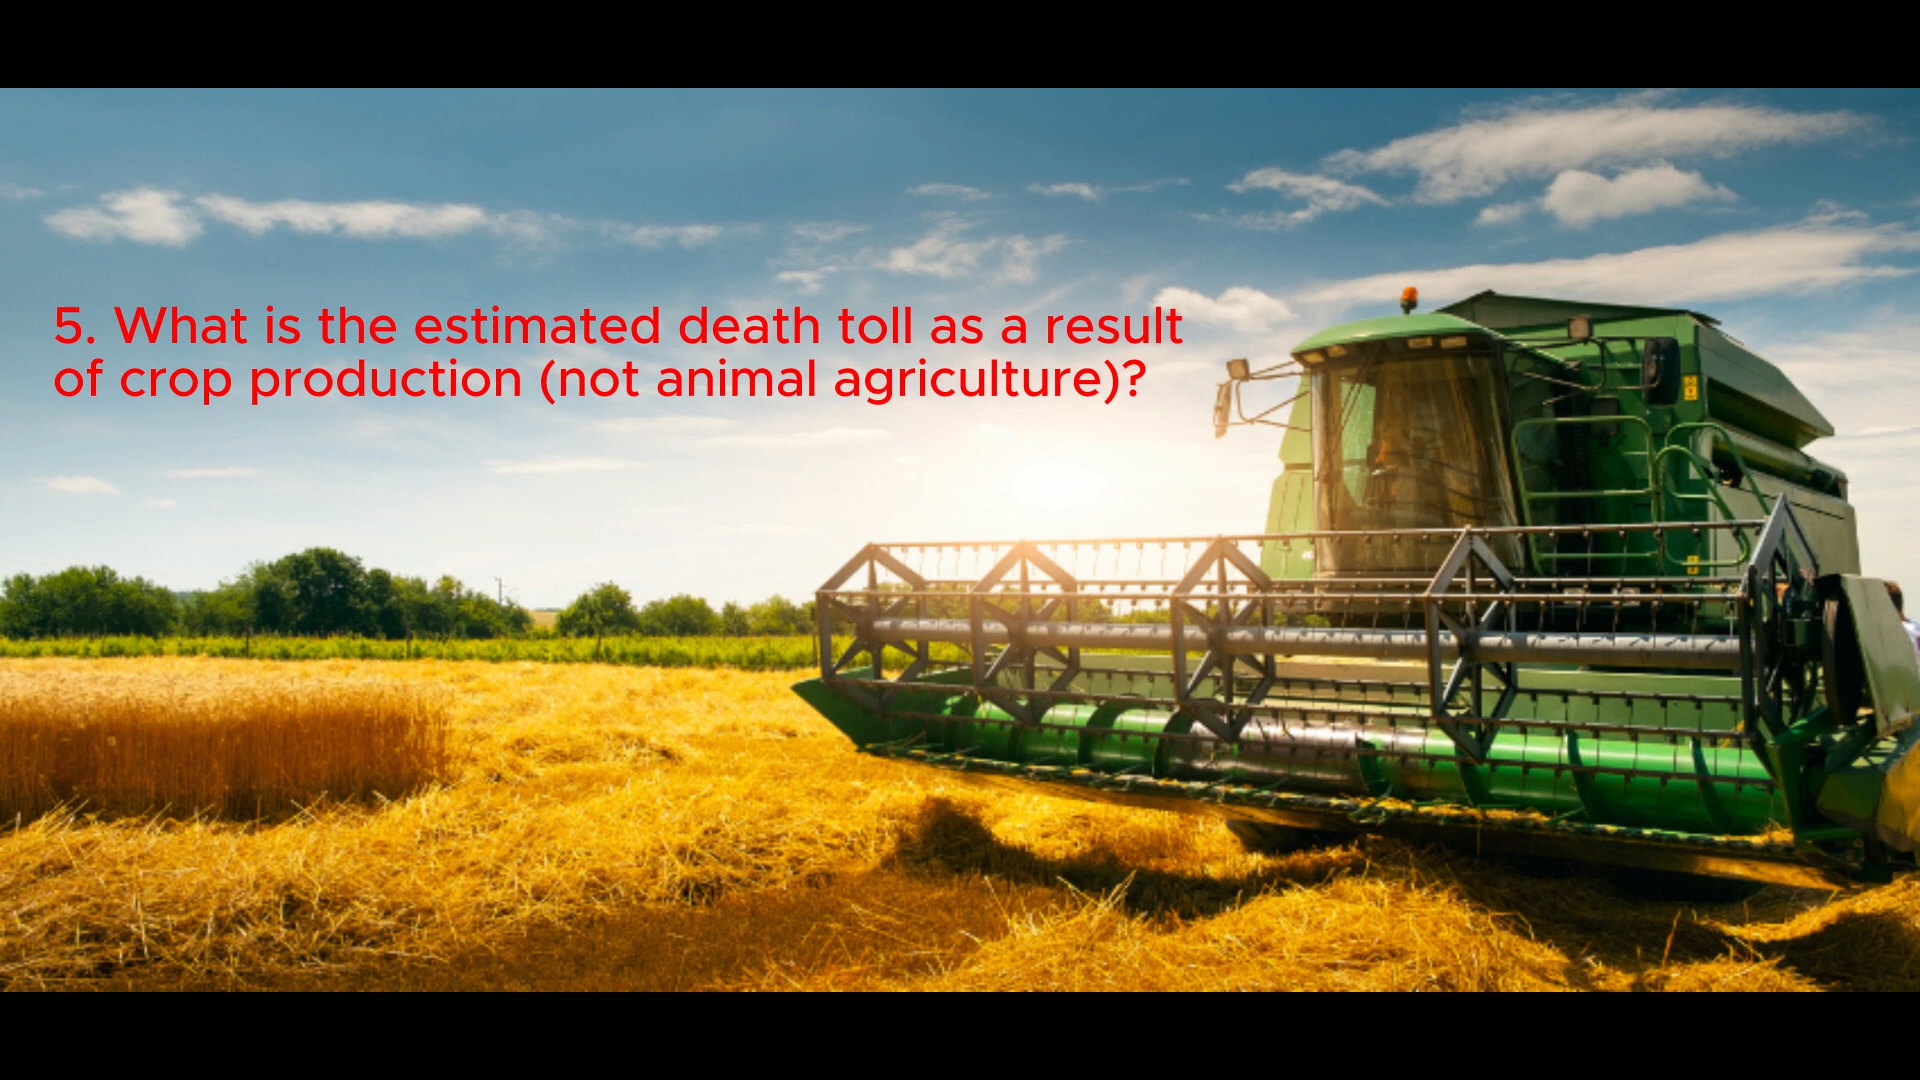 5. What is the estimated death toll as a result
of crop production (not animal agriculture)?